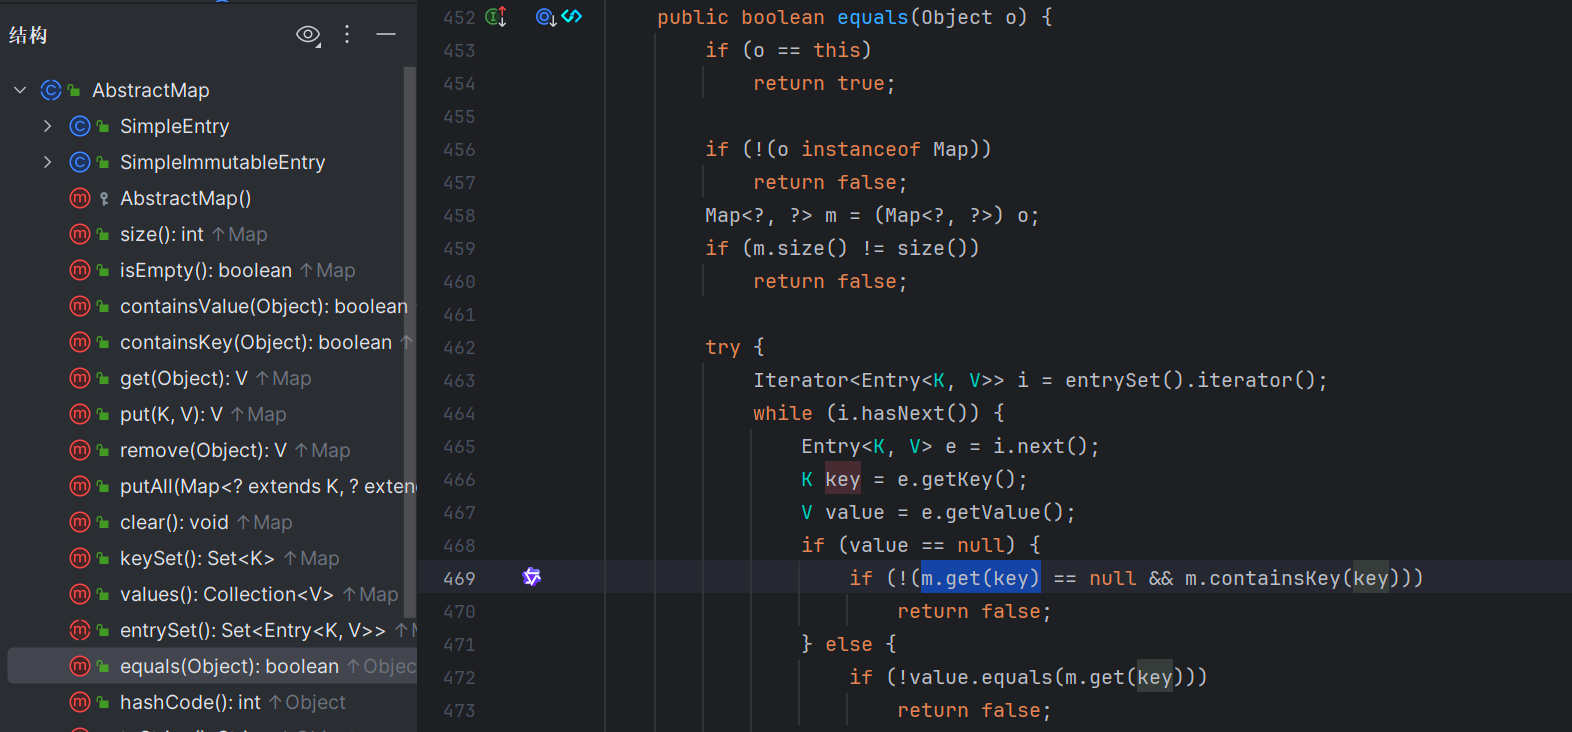 结构
AbstractMap
SimpleEntry
SimpleImmutableEntry
AbstractMap()
size(): int ↑Map
isEmpty(): boolean ↑Map
containsValue(Object): boolean
containsKey(Object): boolean ↑
get(Object): V ↑Map
put(K, V): V ↑Map
remove(Object): V ↑Map
putAll(Map<? extends K, ? exten
clear(): void ↑Map
keySet(): Set<K> ↑Map
values(): Collection<V> ↑Map
entrySet(): Set<Entry<K, V>> ↑M
equals(Object): boolean ↑Objec
hashCode(): int ↑Object
452 public boolean equals(Object o) {
453 if (o == this)
454 return true;
455
456 if (!(o instanceof Map))
457 return false;
458 Map<?, ?> m = (Map<?, ?>) o;
459 if (m.size() != size())
460 return false;
461
462 try {
463 Iterator<Entry<K, V>> i = entrySet().iterator();
464 while (i.hasNext()) {
465 Entry<K, V> e = i.next();
466 K key = e.getKey();
467 V value = e.getValue();
468 if (value == null) {
469 if (!(m.get(key) == null && m.containsKey(key)))
470 return false;
471 } else {
472 if (!value.equals(m.get(key)))
473 return false;